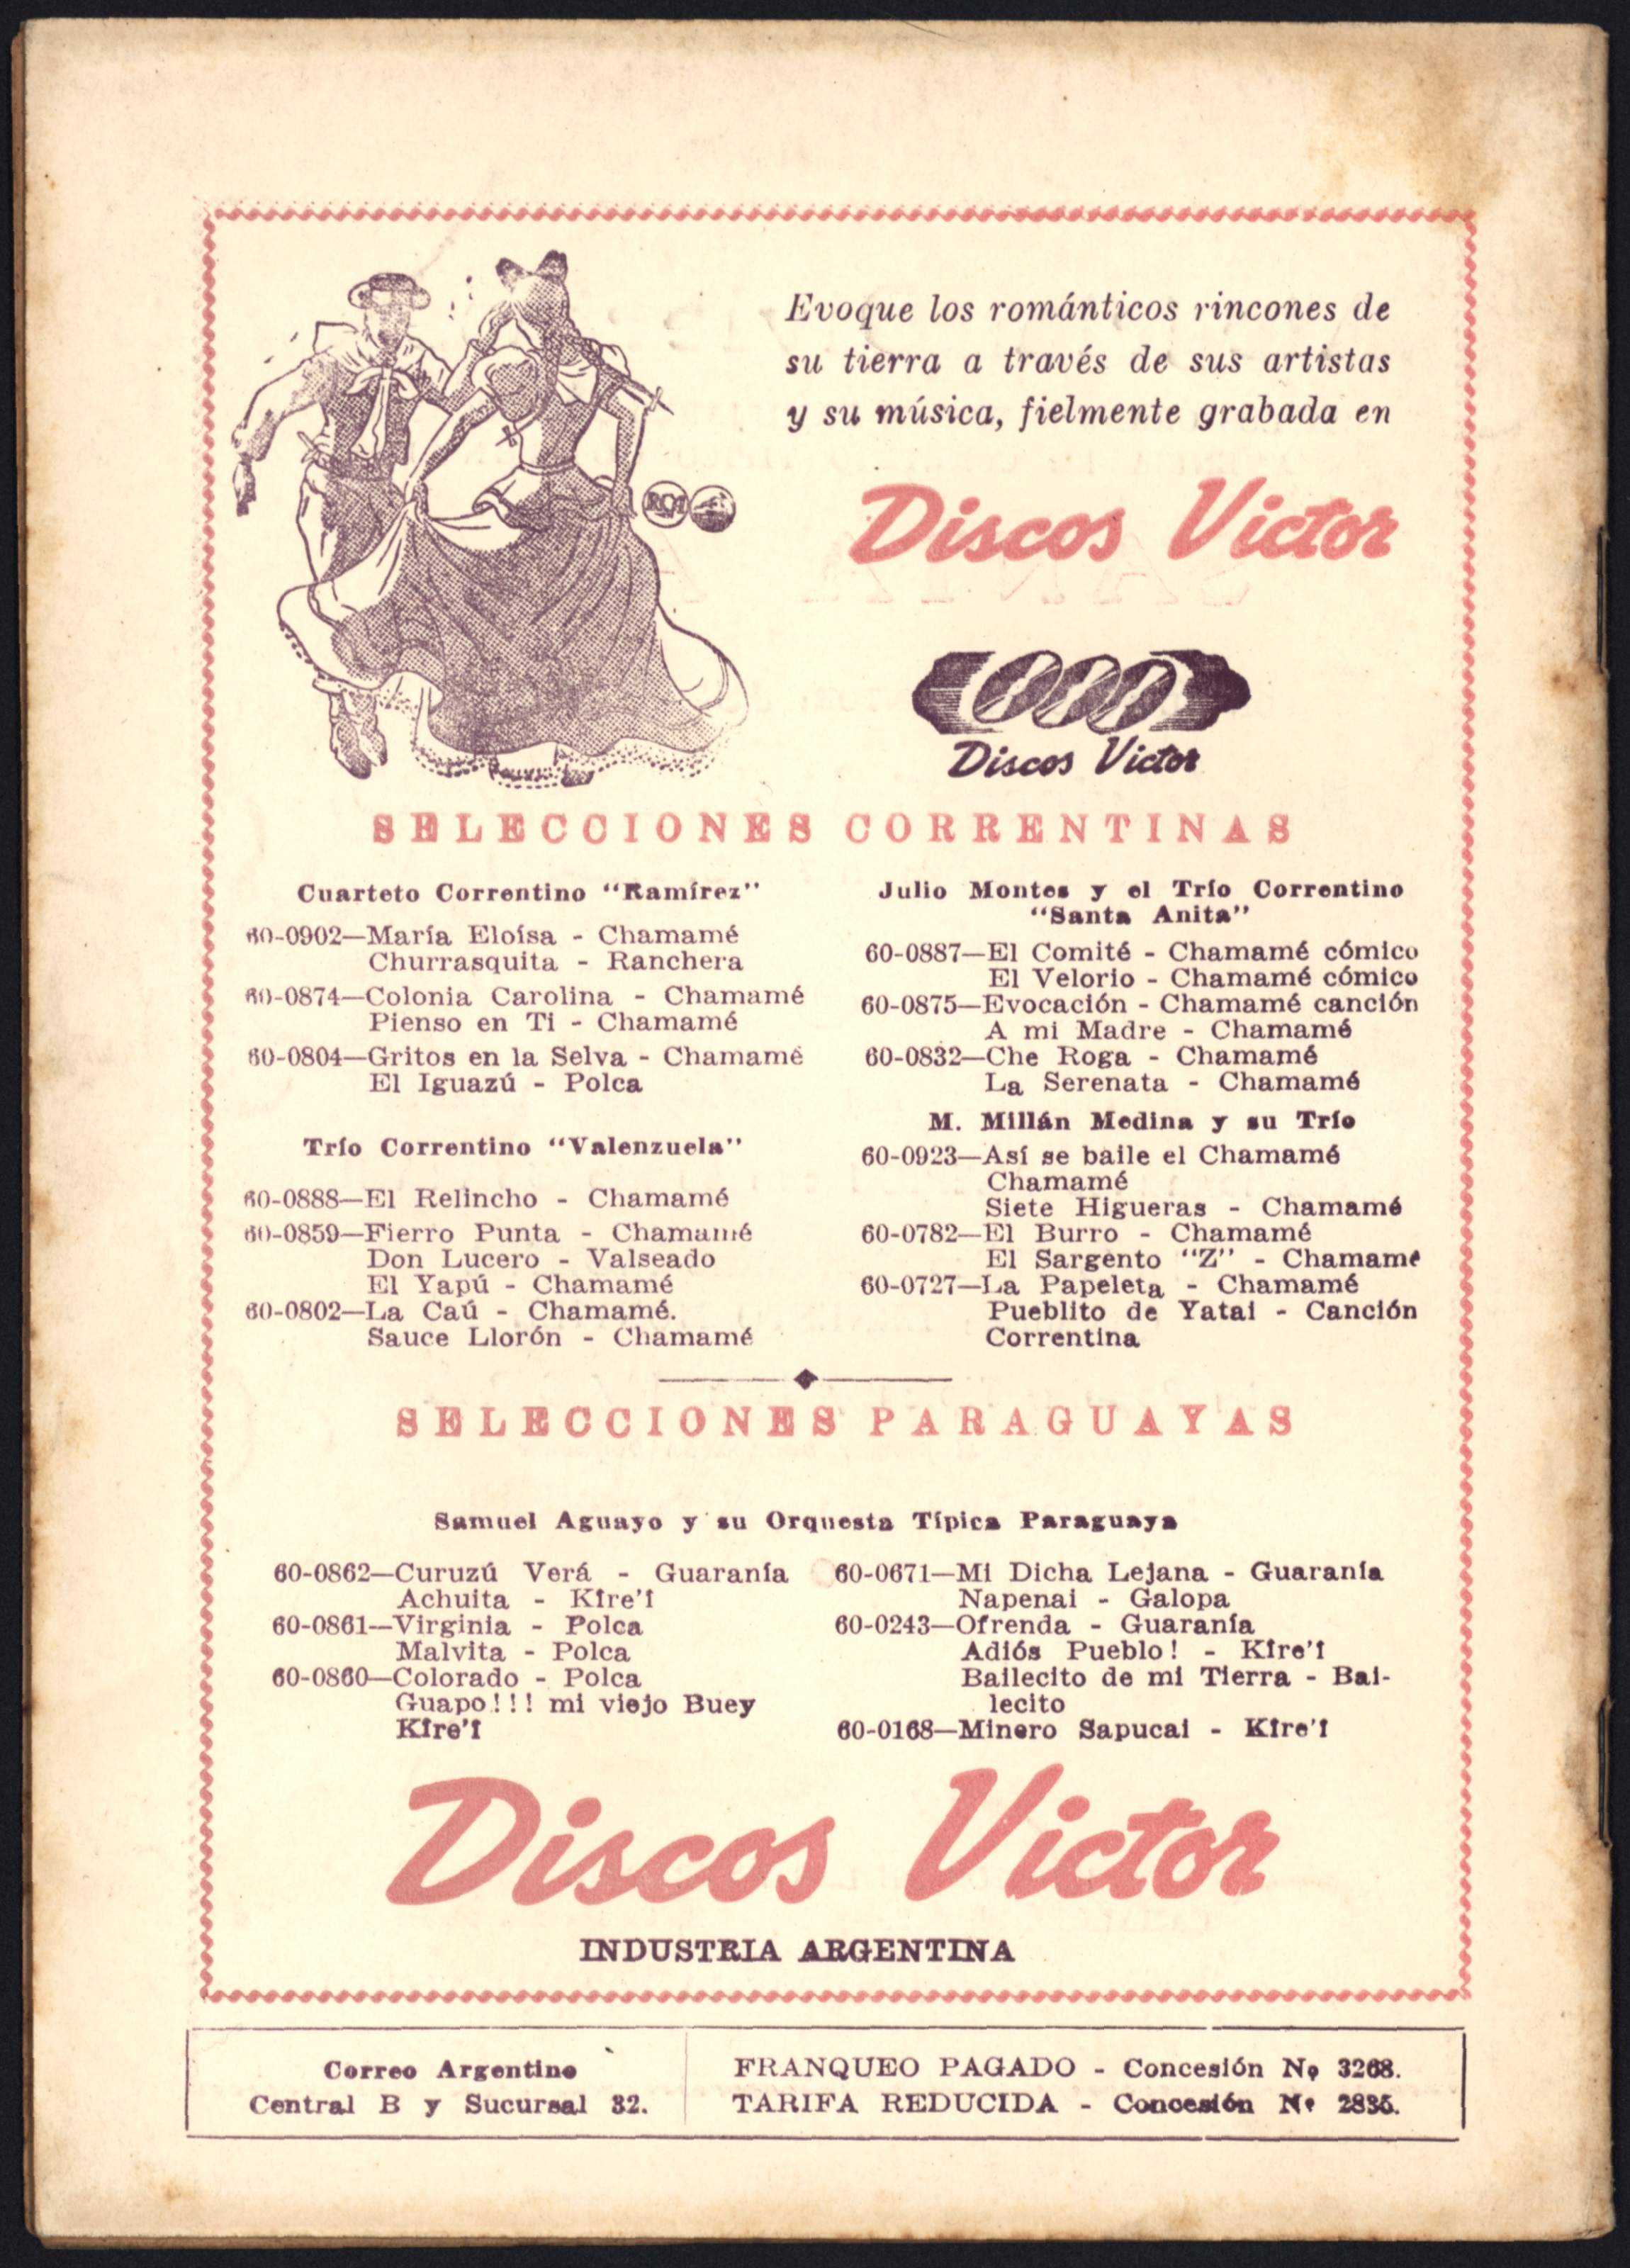 Evoque los románticos rincones de
su tierra a través de sus artistas
y su música, fielmente grabada en
RCA
Discos Victor
Discos Victor
SELECCIONES CORRENTINAS
Cuarteto Correntino "Ramírez"
60-0902—María Eloísa - Chamamé
Churrasquita - Ranchera
60-0874—Colonia Carolina - Chamamé
Pienso en Ti - Chamamé
60-0804—Gritos en la Selva - Chamamé
El Iguazú - Polca
Trío Correntino "Valenzuela"
60-0888—El Relincho - Chamamé
60-0859—Fierro Punta - Chamamé
Don Lucero - Valseado
El Yapú - Chamamé
60-0802—La Caú - Chamamé.
Sauce Llorón - Chamamé
Julio Montes y el Trío Correntino
"Santa Anita"
60-0887—El Comité - Chamamé cómico
El Velorio - Chamamé cómico
60-0875—Evocación - Chamamé canción
A mi Madre - Chamamé
60-0832—Che Roga - Chamamé
La Serenata - Chamamé
M. Millán Medina y su Trío
60-0923—Así se baile el Chamamé
Chamamé
Siete Higueras - Chamamé
60-0782—El Burro - Chamamé
El Sargento "Z" - Chamamé
60-0727—La Papeleta - Chamamé
Pueblito de Yatai - Canción
Correntina
SELECCIONES PARAGUAYAS
Samuel Aguayo y su Orquesta Típica Paraguaya
60-0862—Curuzú Verá - Guaranía
Achuita - Kîre'î
60-0861—Virginia - Polca
Malvita - Polca
60-0860—Colorado - Polca
Guapo!!! mi viejo Buey
Kîre'î
60-0671—Mi Dicha Lejana - Guaranía
Napenai - Galopa
60-0243—Ofrenda - Guaranía
Adiós Pueblo! - Kîre'î
Bailecito de mi Tierra - Bai-
lecito
60-0168—Minero Sapucai - Kîre'î
Discos Victor
INDUSTRIA ARGENTINA
Correo Argentino
Central B y Sucursal 32.
FRANQUEO PAGADO - Concesión Nº 3268.
TARIFA REDUCIDA - Concesión Nº 2835.